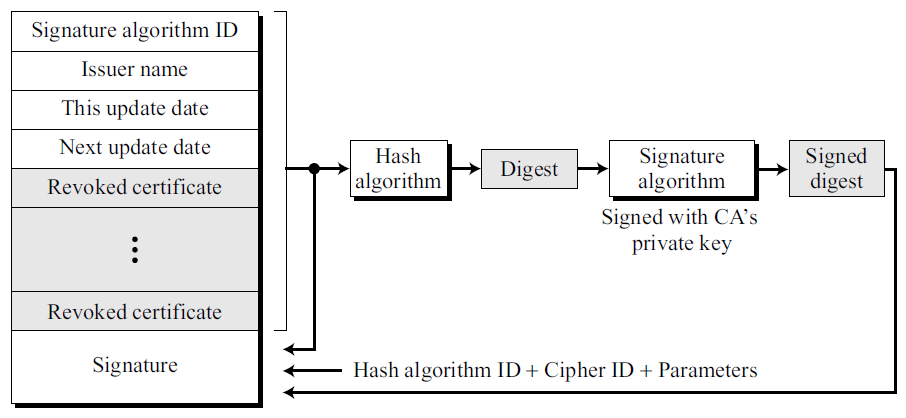 Signature algorithm ID
Issuer name
This update date
Next update date
Revoked certificate
Revoked certificate
Signature
Hash
algorithm
Digest
Signature
algorithm
Signed with CA’s
private key
Signed
digest
Hash algorithm ID + Cipher ID + Parameters